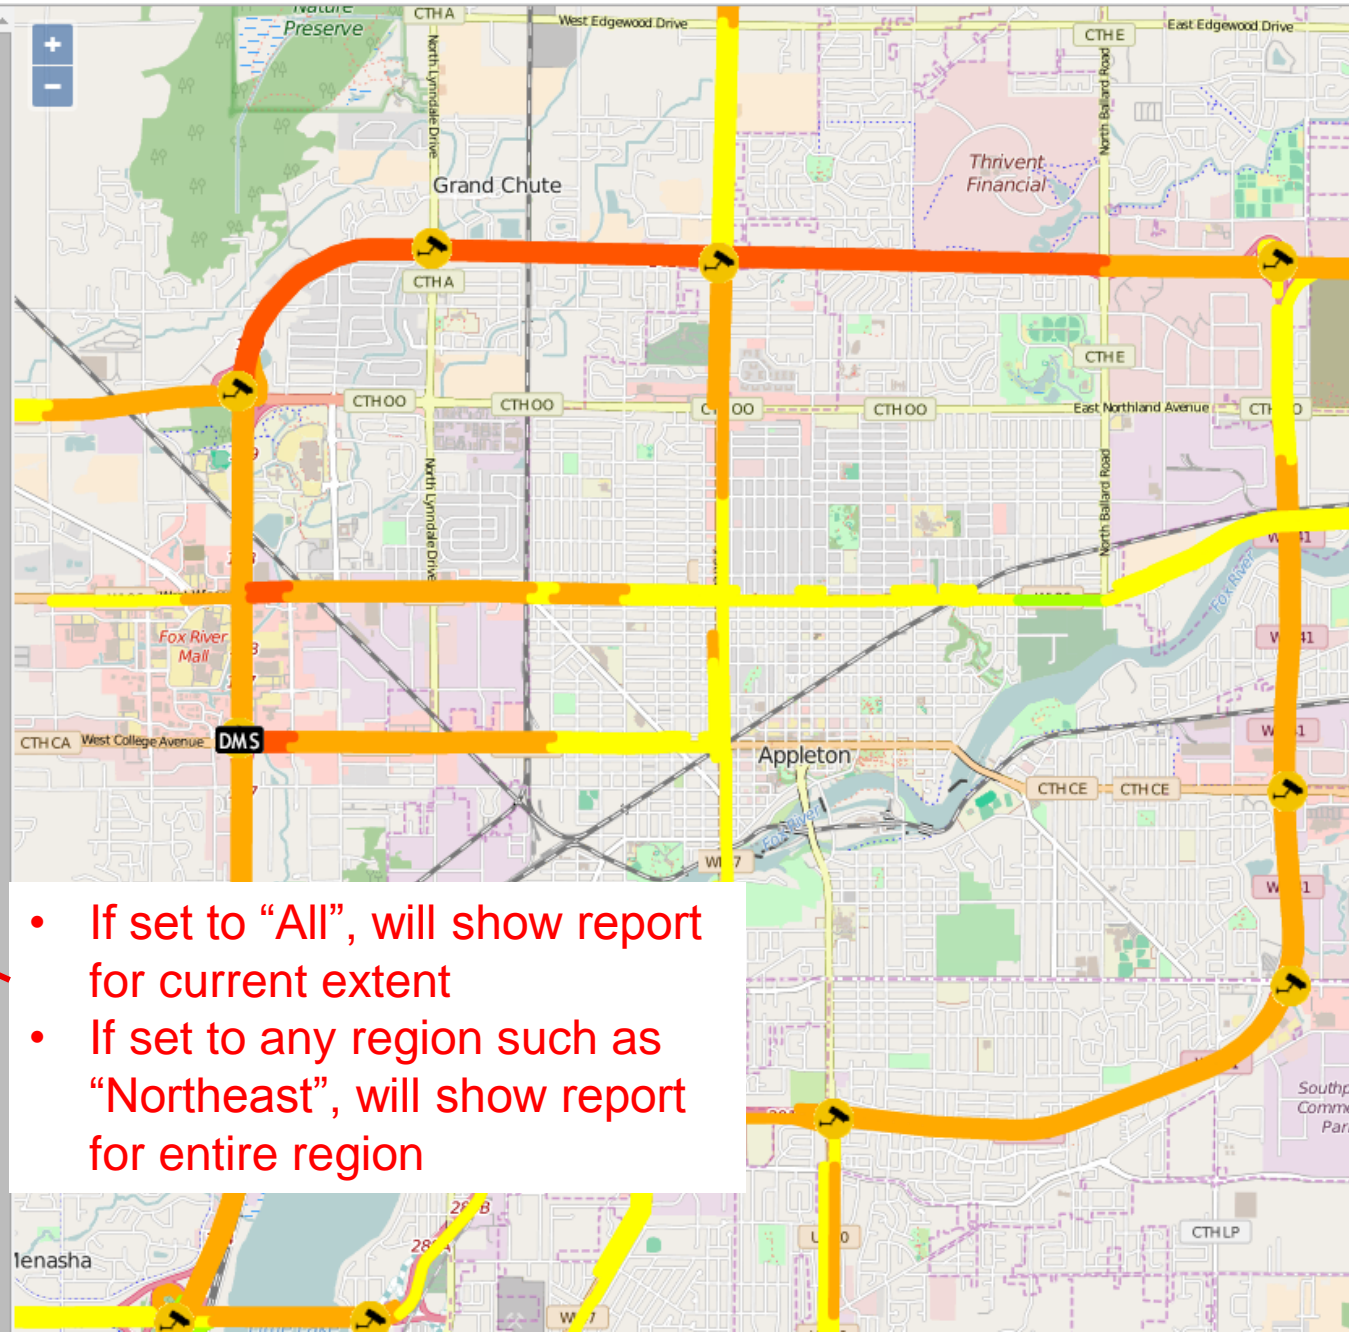 Nature
Preserve
CTH A
West Edgewood Drive
East Edgewood Drive
CTH E
+
−
North Lynndale Drive
North Ballard Road
Thrivent
Financial
Grand Chute
CTH A
CTH E
CTH OO
CTH OO
CTH OO
East Northland Avenue
North Lynndale Drive
North Ballard Road
Fox River
Fox River
Mall
CTH CA
West College Avenue
DMS
Appleton
CTH CE
CTH CE
Fox River
• If set to “All”, will show report
for current extent
• If set to any region such as
“Northeast”, will show report
for entire region
CTH LP